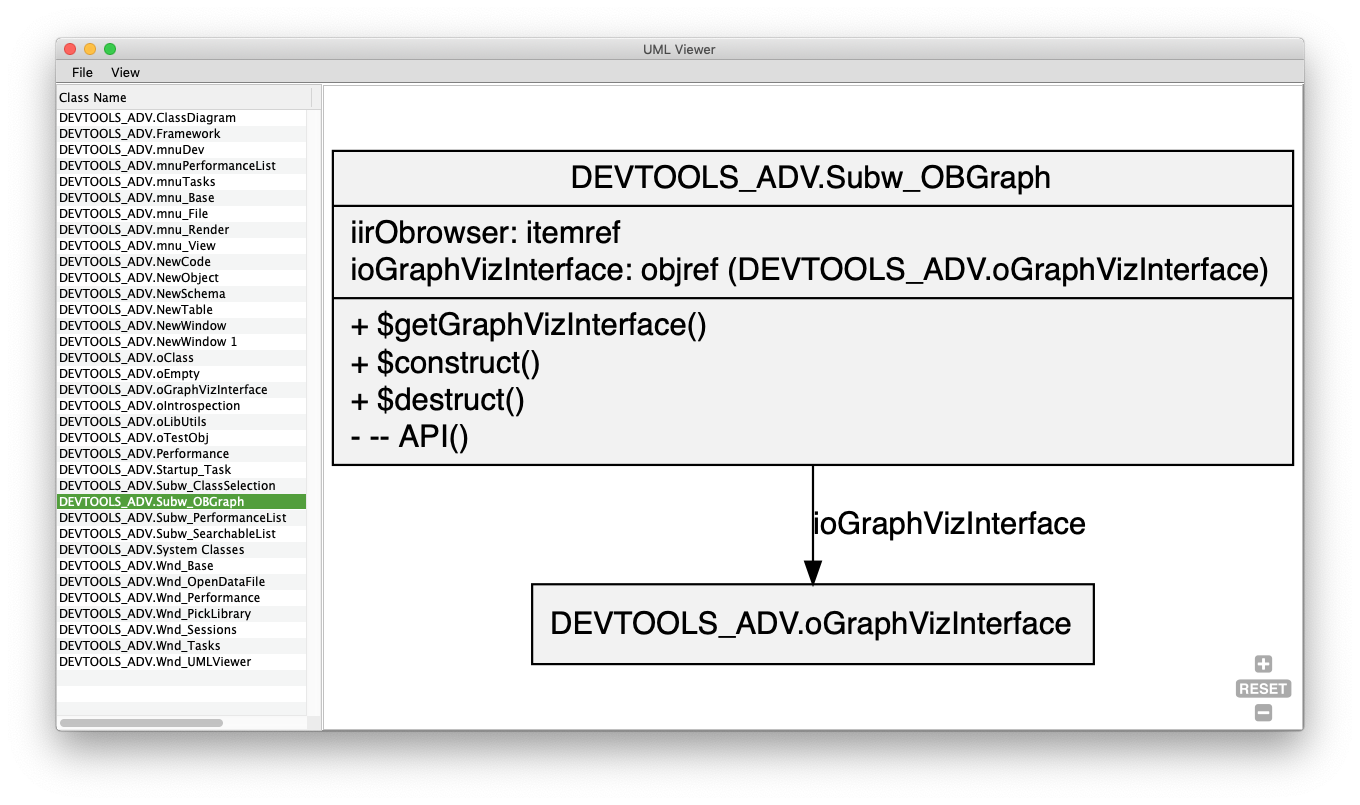 UML Viewer
File View
Class Name
DEVTOOLS_ADV.ClassDiagram
DEVTOOLS_ADV.Framework
DEVTOOLS_ADV.mnuDev
DEVTOOLS_ADV.mnuPerformanceList
DEVTOOLS_ADV.mnuTasks
DEVTOOLS_ADV.mnu_Base
DEVTOOLS_ADV.mnu_File
DEVTOOLS_ADV.mnu_Render
DEVTOOLS_ADV.mnu_View
DEVTOOLS_ADV.NewCode
DEVTOOLS_ADV.NewObject
DEVTOOLS_ADV.NewSchema
DEVTOOLS_ADV.NewTable
DEVTOOLS_ADV.NewWindow
DEVTOOLS_ADV.NewWindow 1
DEVTOOLS_ADV.oClass
DEVTOOLS_ADV.oEmpty
DEVTOOLS_ADV.oGraphVizInterface
DEVTOOLS_ADV.oIntrospection
DEVTOOLS_ADV.oLibUtils
DEVTOOLS_ADV.oTestObj
DEVTOOLS_ADV.Performance
DEVTOOLS_ADV.Startup_Task
DEVTOOLS_ADV.Subw_ClassSelection
DEVTOOLS_ADV.Subw_OBGraph
DEVTOOLS_ADV.Subw_PerformanceList
DEVTOOLS_ADV.Subw_SearchableList
DEVTOOLS_ADV.System Classes
DEVTOOLS_ADV.Wnd_Base
DEVTOOLS_ADV.Wnd_OpenDataFile
DEVTOOLS_ADV.Wnd_Performance
DEVTOOLS_ADV.Wnd_PickLibrary
DEVTOOLS_ADV.Wnd_Sessions
DEVTOOLS_ADV.Wnd_Tasks
DEVTOOLS_ADV.Wnd_UMLViewer
DEVTOOLS_ADV.Subw_OBGraph
iirObrowser: itemref
ioGraphVizInterface: objref (DEVTOOLS_ADV.oGraphVizInterface)
+ $getGraphVizInterface()
+ $construct()
+ $destruct()
- -- API()
ioGraphVizInterface
DEVTOOLS_ADV.oGraphVizInterface
RESET